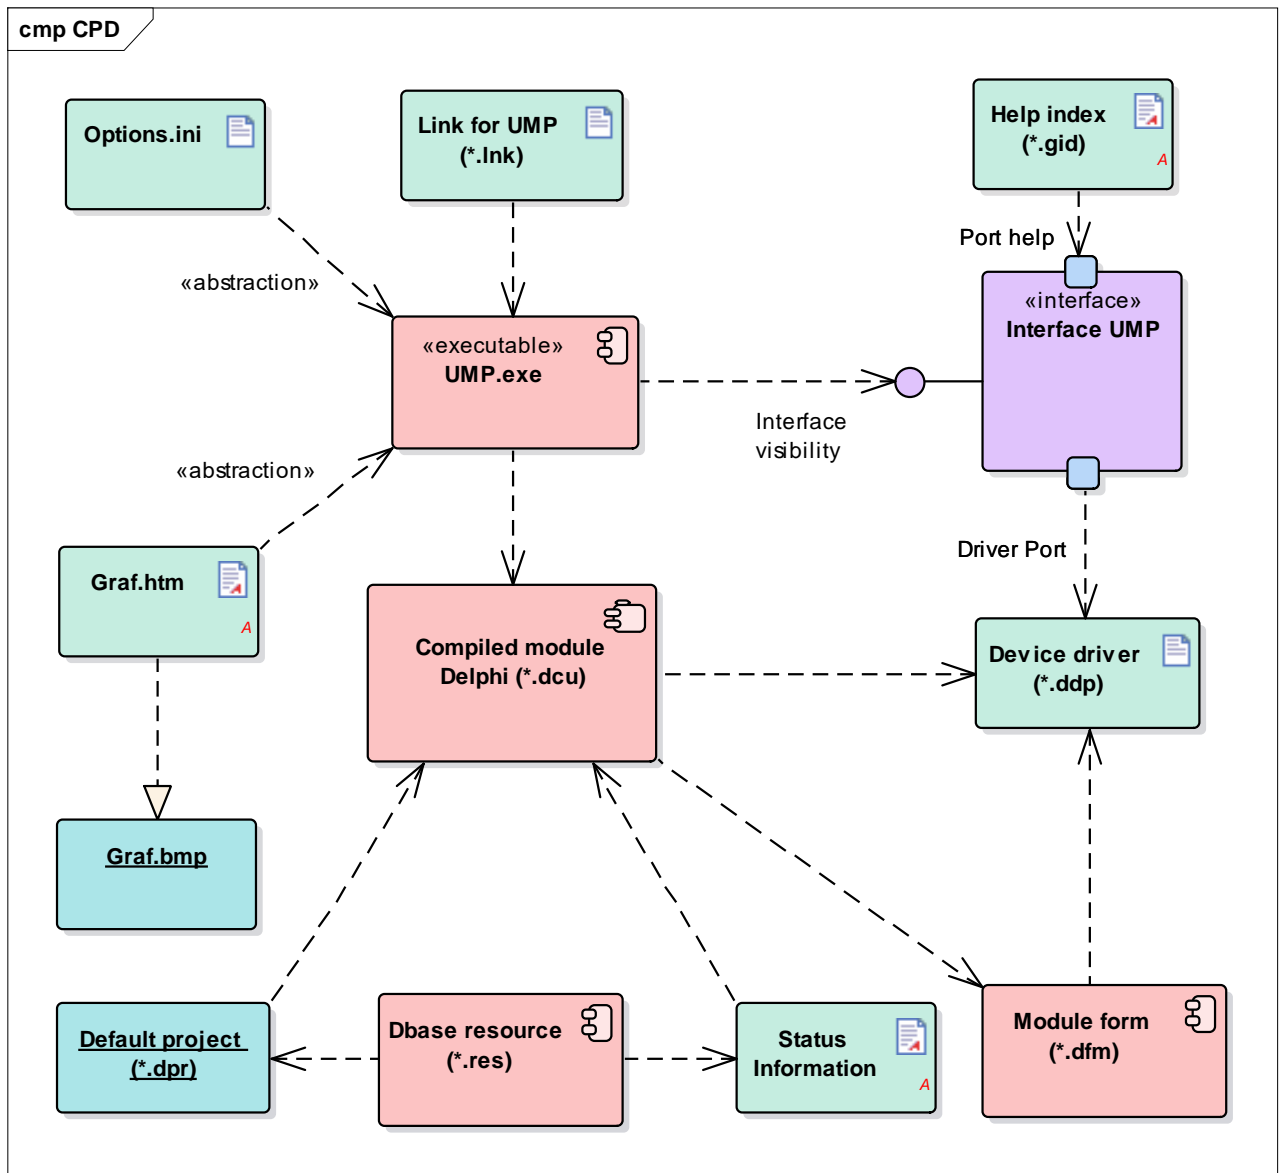 cmp CPD
Options.ini
Link for UMP
(*.lnk)
Help index
(*.gid)
A
Port help
«abstraction»
«interface»
Interface UMP
«executable»
UMP.exe
Interface
visibility
«abstraction»
Driver Port
Graf.htm
A
Compiled module
Delphi (*.dcu)
Device driver
(*.ddp)
Graf.bmp
Default project
(*.dpr)
Dbase resource
(*.res)
Status
Information
A
Module form
(*.dfm)